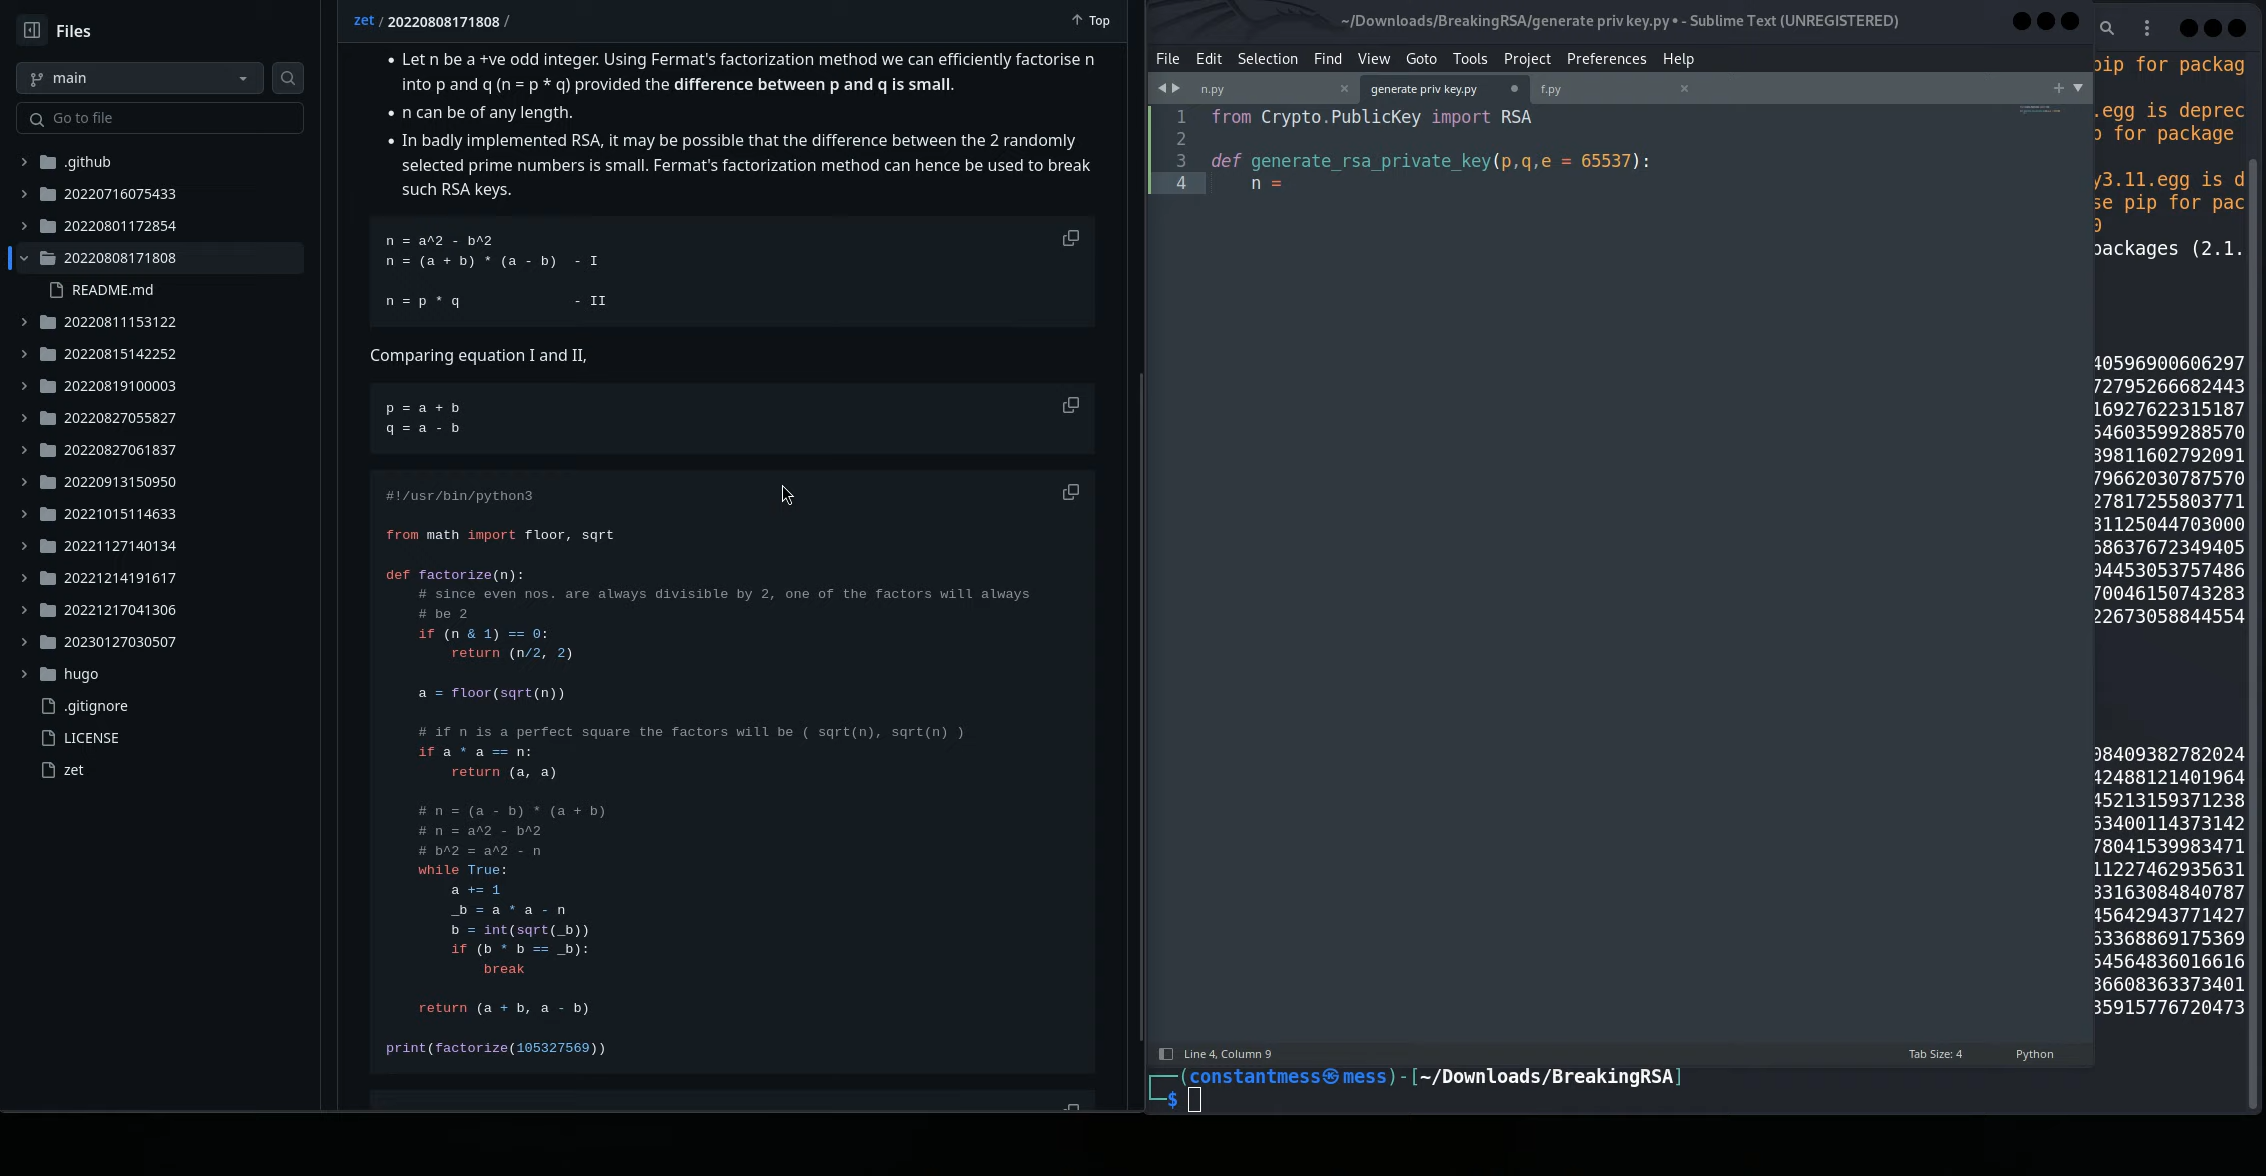 Files
main
Go to file
.github
20220716075433
20220801172854
20220808171808
README.md
20220811153122
20220815142252
20220819100003
20220827055827
20220827061837
20220913150950
20221015114633
20221127140134
20221214191617
20221217041306
20230127030507
hugo
.gitignore
LICENSE
zet
zet / 20220808171808 /
Top
• Let n be a +ve odd integer. Using Fermat's factorization method we can efficiently factorise n
into p and q (n = p * q) provided the difference between p and q is small.
• n can be of any length.
• In badly implemented RSA, it may be possible that the difference between the 2 randomly
selected prime numbers is small. Fermat's factorization method can hence be used to break
such RSA keys.
n = a^2 - b^2
n = (a + b) * (a - b)  - I
n = p * q              - II
Comparing equation I and II,
p = a + b
q = a - b
#!/usr/bin/python3
from math import floor, sqrt
def factorize(n):
    # since even nos. are always divisible by 2, one of the factors will always
    # be 2
    if (n & 1) == 0:
        return (n/2, 2)
    a = floor(sqrt(n))
    # if n is a perfect square the factors will be ( sqrt(n), sqrt(n) )
    if a * a == n:
        return (a, a)
    # n = (a - b) * (a + b)
    # n = a^2 - b^2
    # b^2 = a^2 - n
    while True:
        a += 1
        _b = a * a - n
        b = int(sqrt(_b))
        if (b * b == _b):
            break
    return (a + b, a - b)
print(factorize(105327569))
~/Downloads/BreakingRSA/generate priv key.py • - Sublime Text (UNREGISTERED)
File Edit Selection Find View Goto Tools Project Preferences Help
n.py
generate priv key.py
f.py
1 from Crypto.PublicKey import RSA
2
3 def generate_rsa_private_key(p,q,e = 65537):
4     n =
Line 4, Column 9
Tab Size: 4
Python
(constantmess㉿mess)-[~/Downloads/BreakingRSA]
$
pip for packag
.egg is deprec
p for package
y3.11.egg is d
se pip for pac
0
packages (2.1.
40596900606297
72795266682443
16927622315187
54603599288570
89811602792091
79662030787570
27817255803771
81125044703000
68637672349405
04453053757486
70046150743283
22673058844554
08409382782024
42488121401964
45213159371238
63400114373142
78041539983471
11227462935631
83163084840787
45642943771427
63368869175369
54564836016616
36608363373401
35915776720473